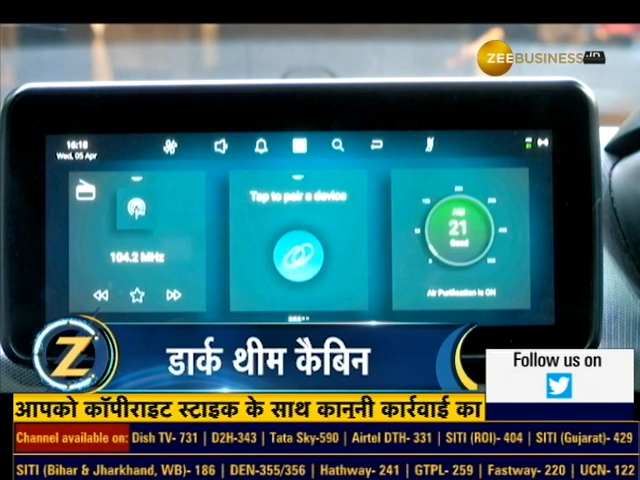 ZEEBUSINESS.in
16:18
Wed, 05 Apr
Tap to pair a device
104.2 MHz
AQI
21
Good
Air Purification is ON
Z
डार्क थीम कैबिन
Follow us on
आपको कॉपीराइट स्टाइक के साथ कानूनी कार्रवाई का
Channel available on: Dish TV- 731 | D2H-343 | Tata Sky-590 | Airtel DTH- 331 | SITI (ROI)- 404 | SITI (Gujarat)- 429
SITI (Bihar & Jharkhand, WB)- 186 | DEN-355/356 | Hathway- 241 | GTPL- 259 | Fastway- 220 | UCN- 122